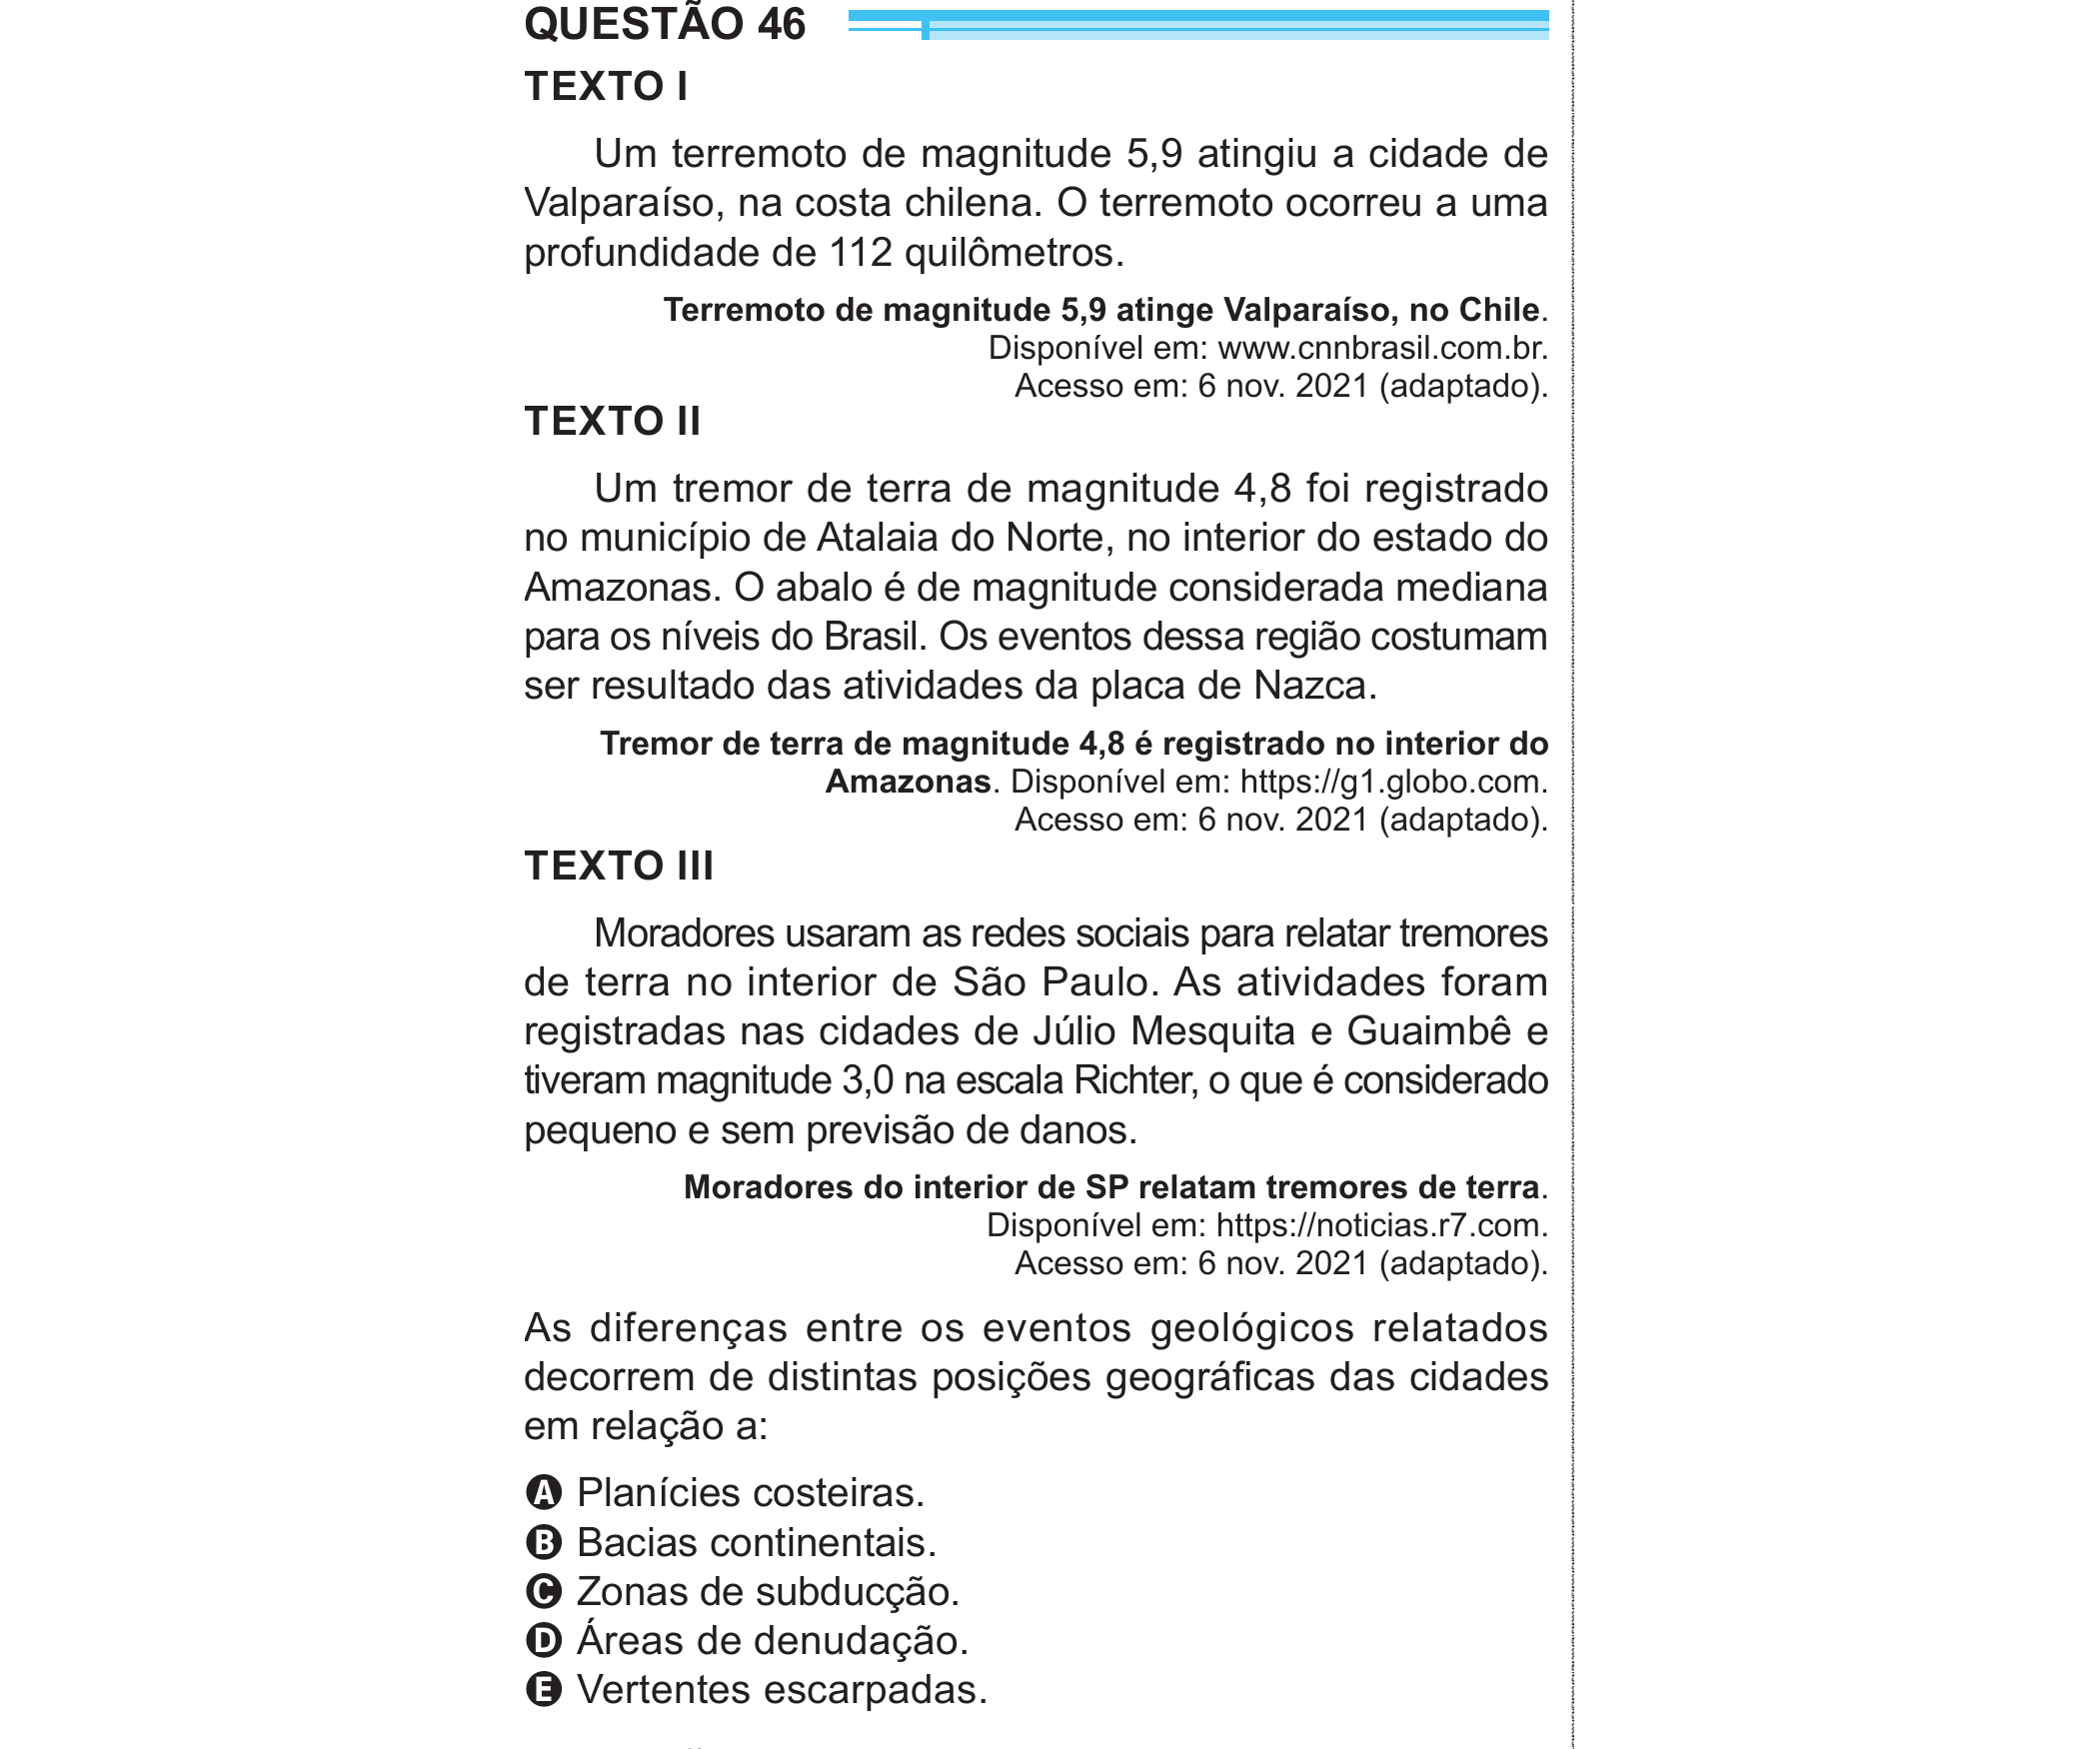 QUESTÃO 46
TEXTO I
Um terremoto de magnitude 5,9 atingiu a cidade de
Valparaíso, na costa chilena. O terremoto ocorreu a uma
profundidade de 112 quilômetros.
Terremoto de magnitude 5,9 atinge Valparaíso, no Chile.
Disponível em: www.cnnbrasil.com.br.
Acesso em: 6 nov. 2021 (adaptado).
TEXTO II
Um tremor de terra de magnitude 4,8 foi registrado
no município de Atalaia do Norte, no interior do estado do
Amazonas. O abalo é de magnitude considerada mediana
para os níveis do Brasil. Os eventos dessa região costumam
ser resultado das atividades da placa de Nazca.
Tremor de terra de magnitude 4,8 é registrado no interior do
Amazonas. Disponível em: https://g1.globo.com.
Acesso em: 6 nov. 2021 (adaptado).
TEXTO III
Moradores usaram as redes sociais para relatar tremores
de terra no interior de São Paulo. As atividades foram
registradas nas cidades de Júlio Mesquita e Guaimbê e
tiveram magnitude 3,0 na escala Richter, o que é considerado
pequeno e sem previsão de danos.
Moradores do interior de SP relatam tremores de terra.
Disponível em: https://noticias.r7.com.
Acesso em: 6 nov. 2021 (adaptado).
As diferenças entre os eventos geológicos relatados
decorrem de distintas posições geográficas das cidades
em relação a:
A Planícies costeiras.
B Bacias continentais.
C Zonas de subducção.
D Áreas de denudação.
E Vertentes escarpadas.